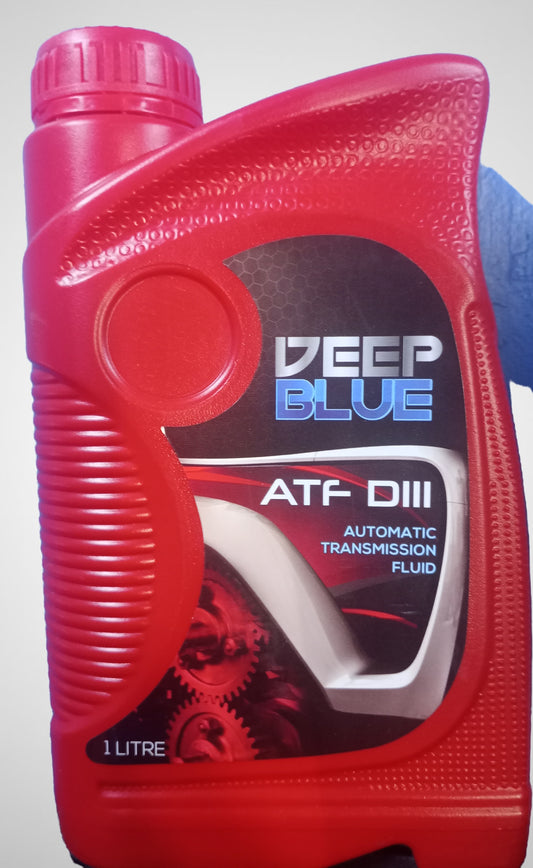 DEEP
BLUE
ATF DIII
AUTOMATIC
TRANSMISSION
FLUID
1 LITRE